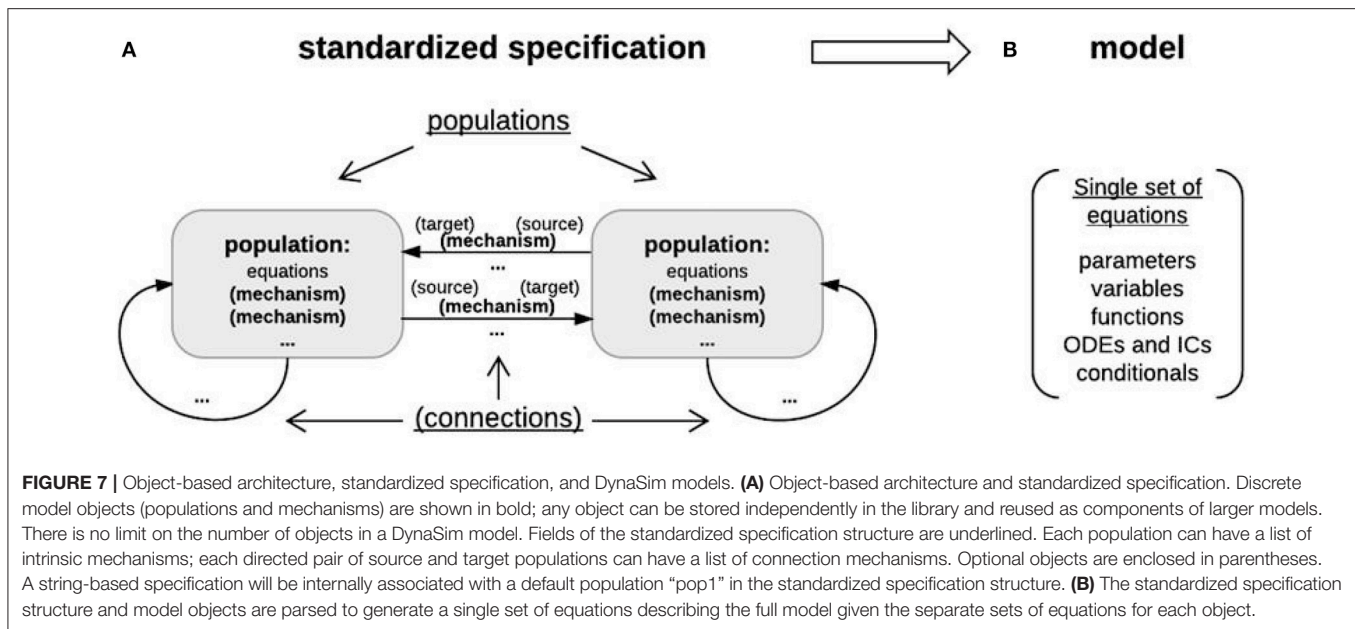 A
standardized specification
B
model
populations
population:
equations
(mechanism)
(mechanism)
...
(target) (source)
(mechanism)
...
(source) (target)
(mechanism)
...
population:
equations
(mechanism)
(mechanism)
...
...
...
(connections)
Single set of
equations
parameters
variables
functions
ODEs and ICs
conditionals
FIGURE 7 | Object-based architecture, standardized specification, and DynaSim models. (A) Object-based architecture and standardized specification. Discrete
model objects (populations and mechanisms) are shown in bold; any object can be stored independently in the library and reused as components of larger models.
There is no limit on the number of objects in a DynaSim model. Fields of the standardized specification structure are underlined. Each population can have a list of
intrinsic mechanisms; each directed pair of source and target populations can have a list of connection mechanisms. Optional objects are enclosed in parentheses.
A string-based specification will be internally associated with a default population “pop1” in the standardized specification structure. (B) The standardized specification
structure and model objects are parsed to generate a single set of equations describing the full model given the separate sets of equations for each object.